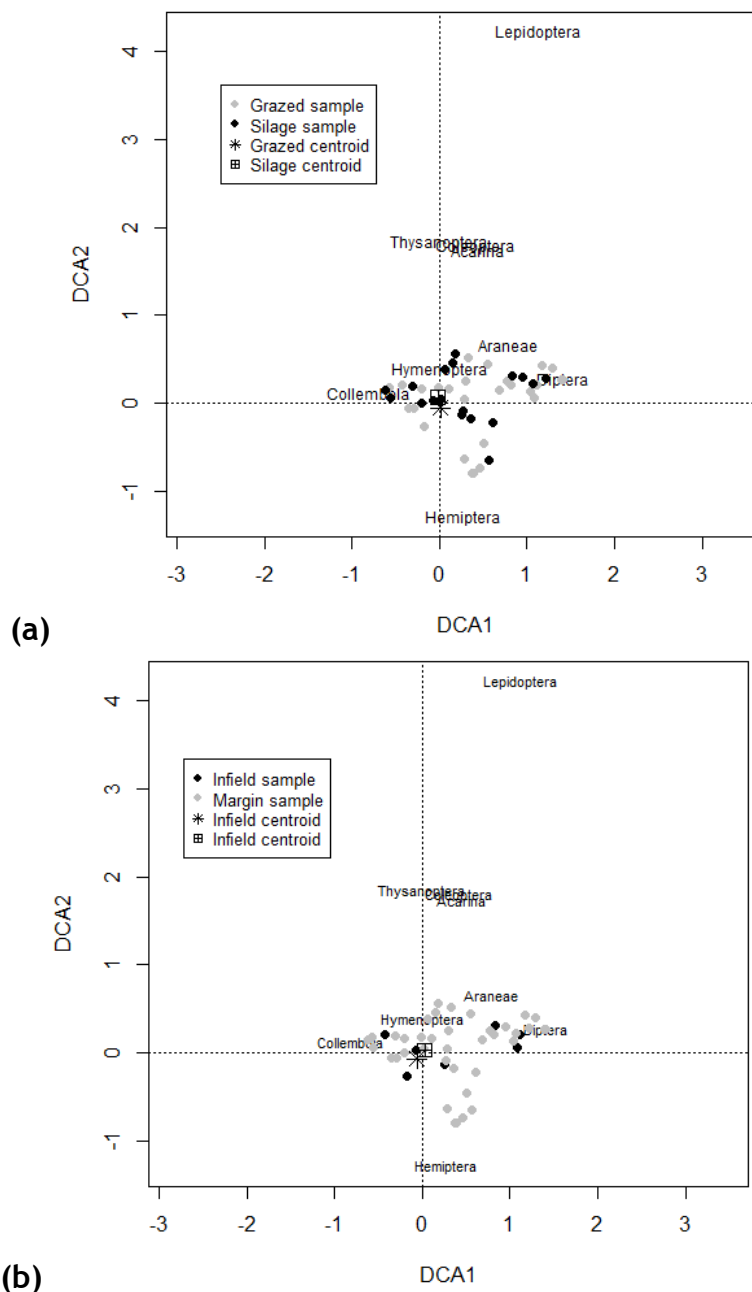 Lepidoptera
4
Grazed sample
Silage sample
Grazed centroid
Silage centroid
3
2
Thysanoptera
Coleoptera
Acarina
DCA2
1
Araneae
Hymenoptera
Diptera
Collembola
0
-1
Hemiptera
-3 -2 -1 0 1 2 3
(a)
DCA1
Lepidoptera
4
Infield sample
Margin sample
Infield centroid
Infield centroid
3
2
Thysanoptera
Coleoptera
Acarina
DCA2
1
Araneae
Hymenoptera
Diptera
Collembola
0
-1
Hemiptera
-3 -2 -1 0 1 2 3
(b)
DCA1